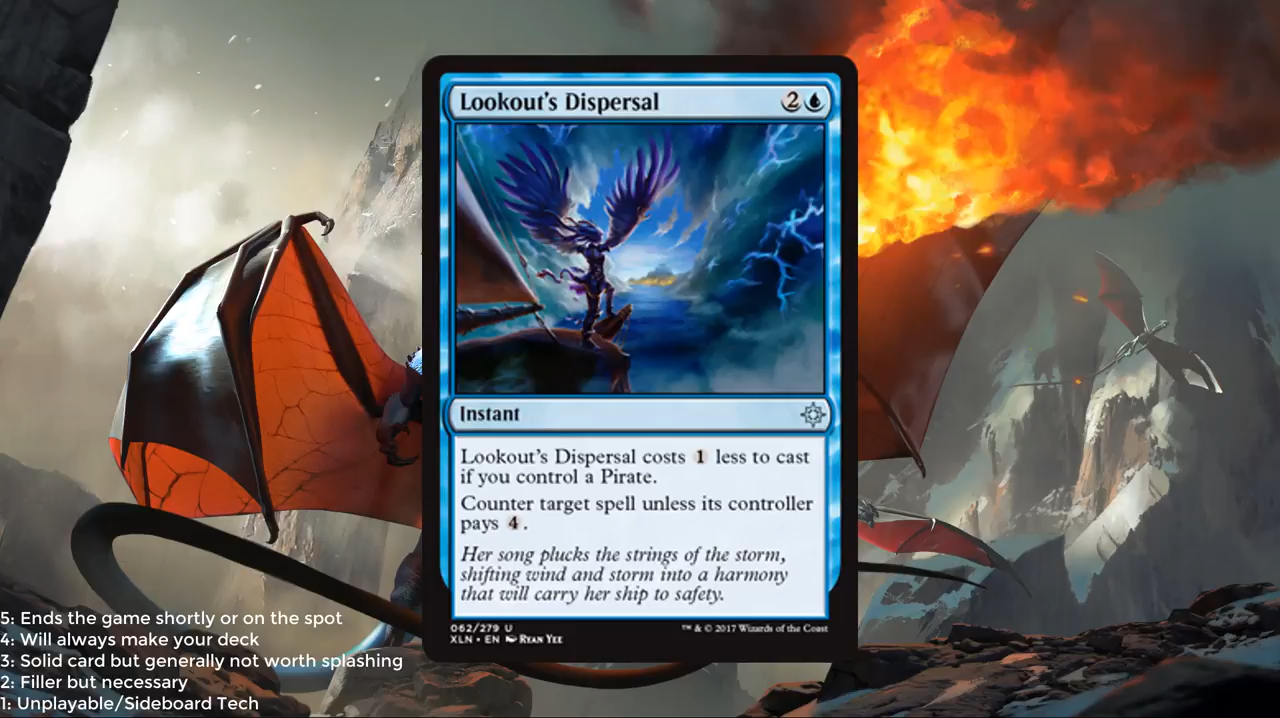 Lookout's Dispersal 2
Instant
Lookout's Dispersal costs 1 less to cast
if you control a Pirate.
Counter target spell unless its controller
pays 4.
Her song plucks the strings of the storm,
shifting wind and storm into a harmony
that will carry her ship to safety.
062/279 U
XLN • EN Ryan Yee
™ & © 2017 Wizards of the Coast
5: Ends the game shortly or on the spot
4: Will always make your deck
3: Solid card but generally not worth splashing
2: Filler but necessary
1: Unplayable/Sideboard Tech